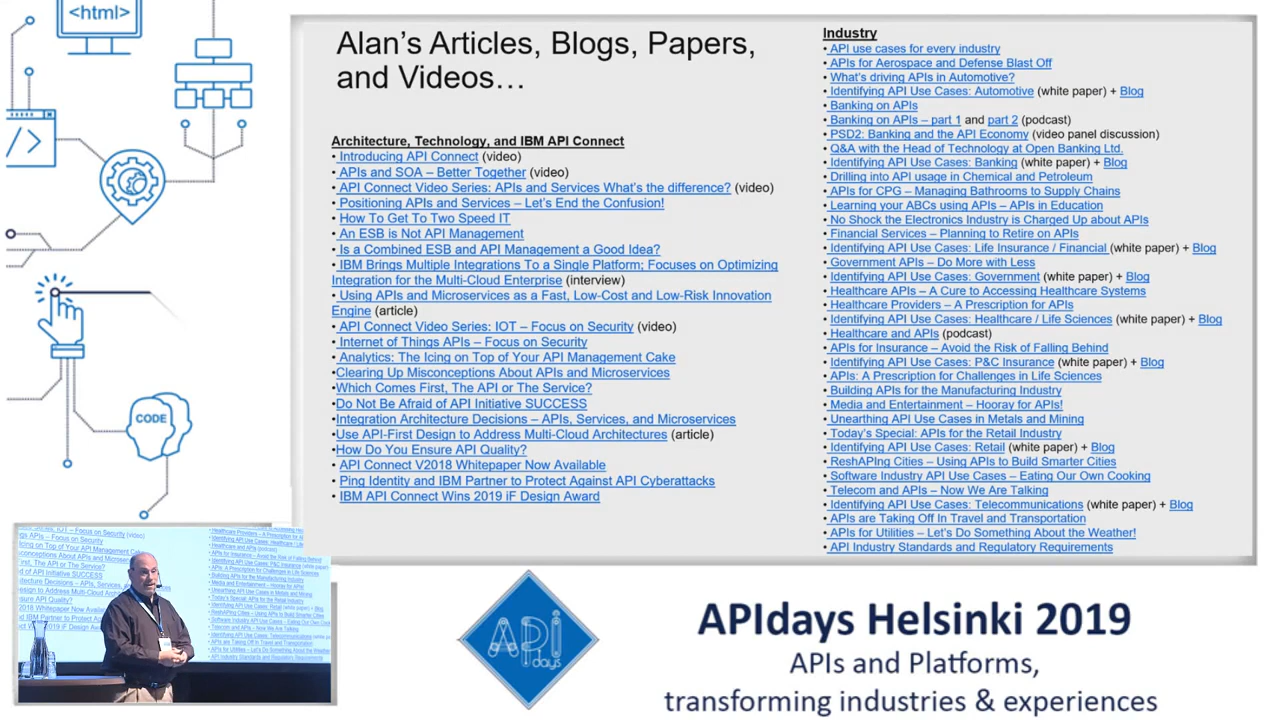 <html>
</>
CODE
Alan's Articles, Blogs, Papers,
and Videos…
Architecture, Technology, and IBM API Connect
• Introducing API Connect (video)
• APIs and SOA – Better Together (video)
• API Connect Video Series: APIs and Services What's the difference? (video)
• Positioning APIs and Services – Let's End the Confusion!
• How To Get To Two Speed IT
• An ESB is Not API Management
• Is a Combined ESB and API Management a Good Idea?
• IBM Brings Multiple Integrations To a Single Platform; Focuses on Optimizing
Integration for the Multi-Cloud Enterprise (interview)
• Using APIs and Microservices as a Fast, Low-Cost and Low-Risk Innovation
Engine (article)
• API Connect Video Series: IOT – Focus on Security (video)
• Internet of Things APIs – Focus on Security
• Analytics: The Icing on Top of Your API Management Cake
•Clearing Up Misconceptions About APIs and Microservices
•Which Comes First, The API or The Service?
•Do Not Be Afraid of API Initiative SUCCESS
•Integration Architecture Decisions – APIs, Services, and Microservices
•Use API-First Design to Address Multi-Cloud Architectures (article)
•How Do You Ensure API Quality?
• API Connect V2018 Whitepaper Now Available
• Ping Identity and IBM Partner to Protect Against API Cyberattacks
• IBM API Connect Wins 2019 iF Design Award
Industry
• API use cases for every industry
• APIs for Aerospace and Defense Blast Off
• What's driving APIs in Automotive?
• Identifying API Use Cases: Automotive (white paper) + Blog
• Banking on APIs
• Banking on APIs – part 1 and part 2 (podcast)
• PSD2: Banking and the API Economy (video panel discussion)
• Q&A with the Head of Technology at Open Banking Ltd.
• Identifying API Use Cases: Banking (white paper) + Blog
• Drilling into API usage in Chemical and Petroleum
• APIs for CPG – Managing Bathrooms to Supply Chains
• Learning your ABCs using APIs – APIs in Education
• No Shock the Electronics Industry is Charged Up about APIs
• Financial Services – Planning to Retire on APIs
• Identifying API Use Cases: Life Insurance / Financial (white paper) + Blog
• Government APIs – Do More with Less
• Identifying API Use Cases: Government (white paper) + Blog
• Healthcare APIs – A Cure to Accessing Healthcare Systems
• Healthcare Providers – A Prescription for APIs
• Identifying API Use Cases: Healthcare / Life Sciences (white paper) + Blog
• Healthcare and APIs (podcast)
• APIs for Insurance – Avoid the Risk of Falling Behind
• Identifying API Use Cases: P&C Insurance (white paper) + Blog
• APIs: A Prescription for Challenges in Life Sciences
• Building APIs for the Manufacturing Industry
• Media and Entertainment – Hooray for APIs!
• Unearthing API Use Cases in Metals and Mining
• Today's Special: APIs for the Retail Industry
• Identifying API Use Cases: Retail (white paper) + Blog
• ReshAPIng Cities – Using APIs to Build Smarter Cities
• Software Industry API Use Cases – Eating Our Own Cooking
• Telecom and APIs – Now We Are Talking
• Identifying API Use Cases: Telecommunications (white paper) + Blog
• APIs are Taking Off In Travel and Transportation
• APIs for Utilities – Let's Do Something About the Weather!
• API Industry Standards and Regulatory Requirements
API
days
APIdays Helsinki 2019
APIs and Platforms,
transforming industries & experiences